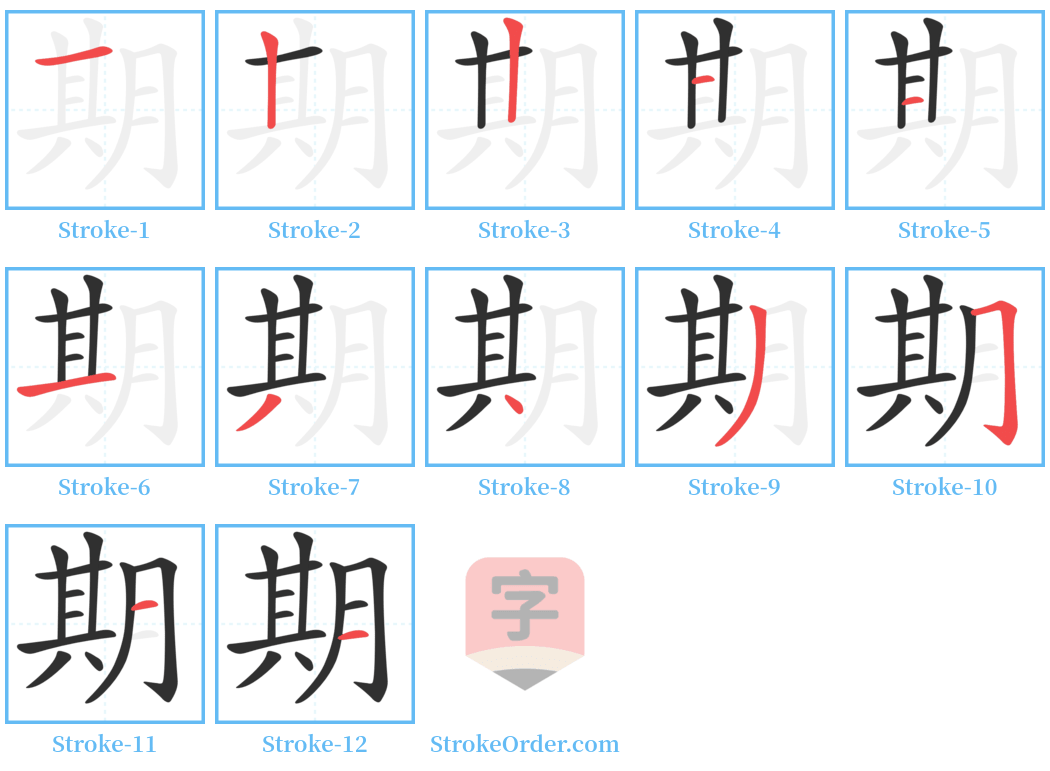 期 期 期 期 期
Stroke-1 Stroke-2 Stroke-3 Stroke-4 Stroke-5
期 期 期 期 期
Stroke-6 Stroke-7 Stroke-8 Stroke-9 Stroke-10
期 期 字
Stroke-11 Stroke-12 StrokeOrder.com